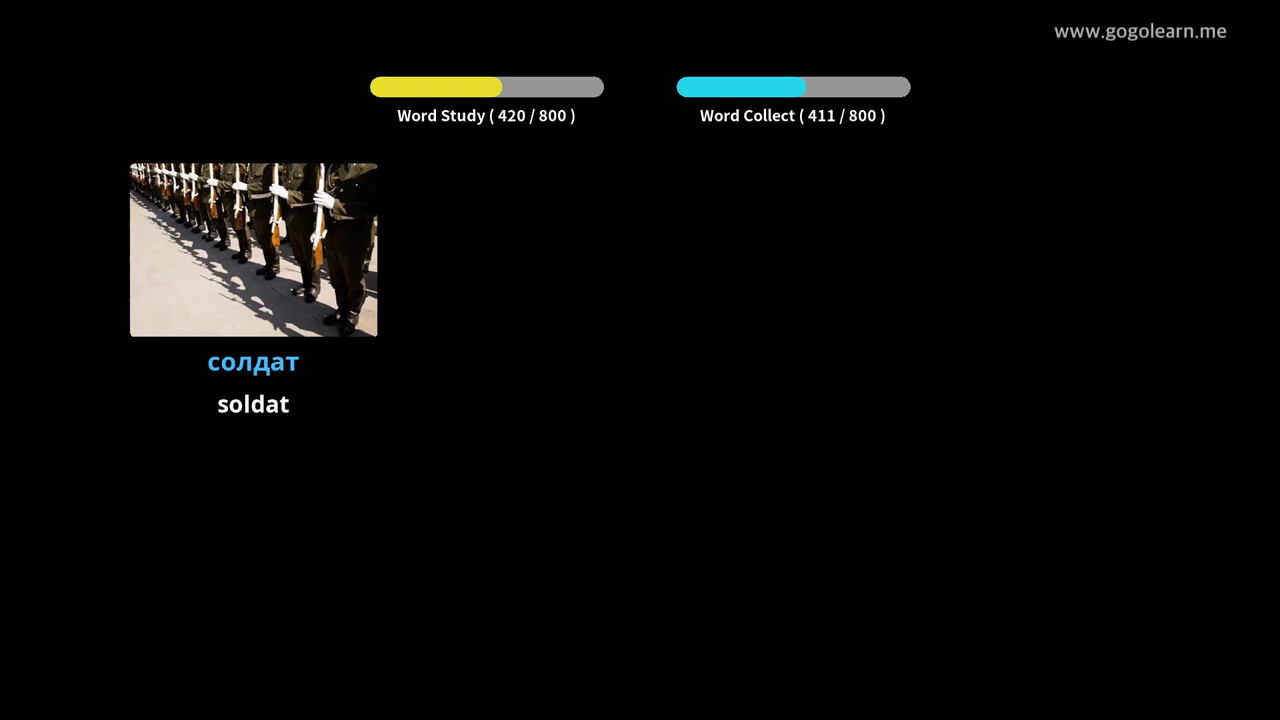 www.gogolearn.me
Word Study ( 420 / 800 )
Word Collect ( 411 / 800 )
солдат
soldat